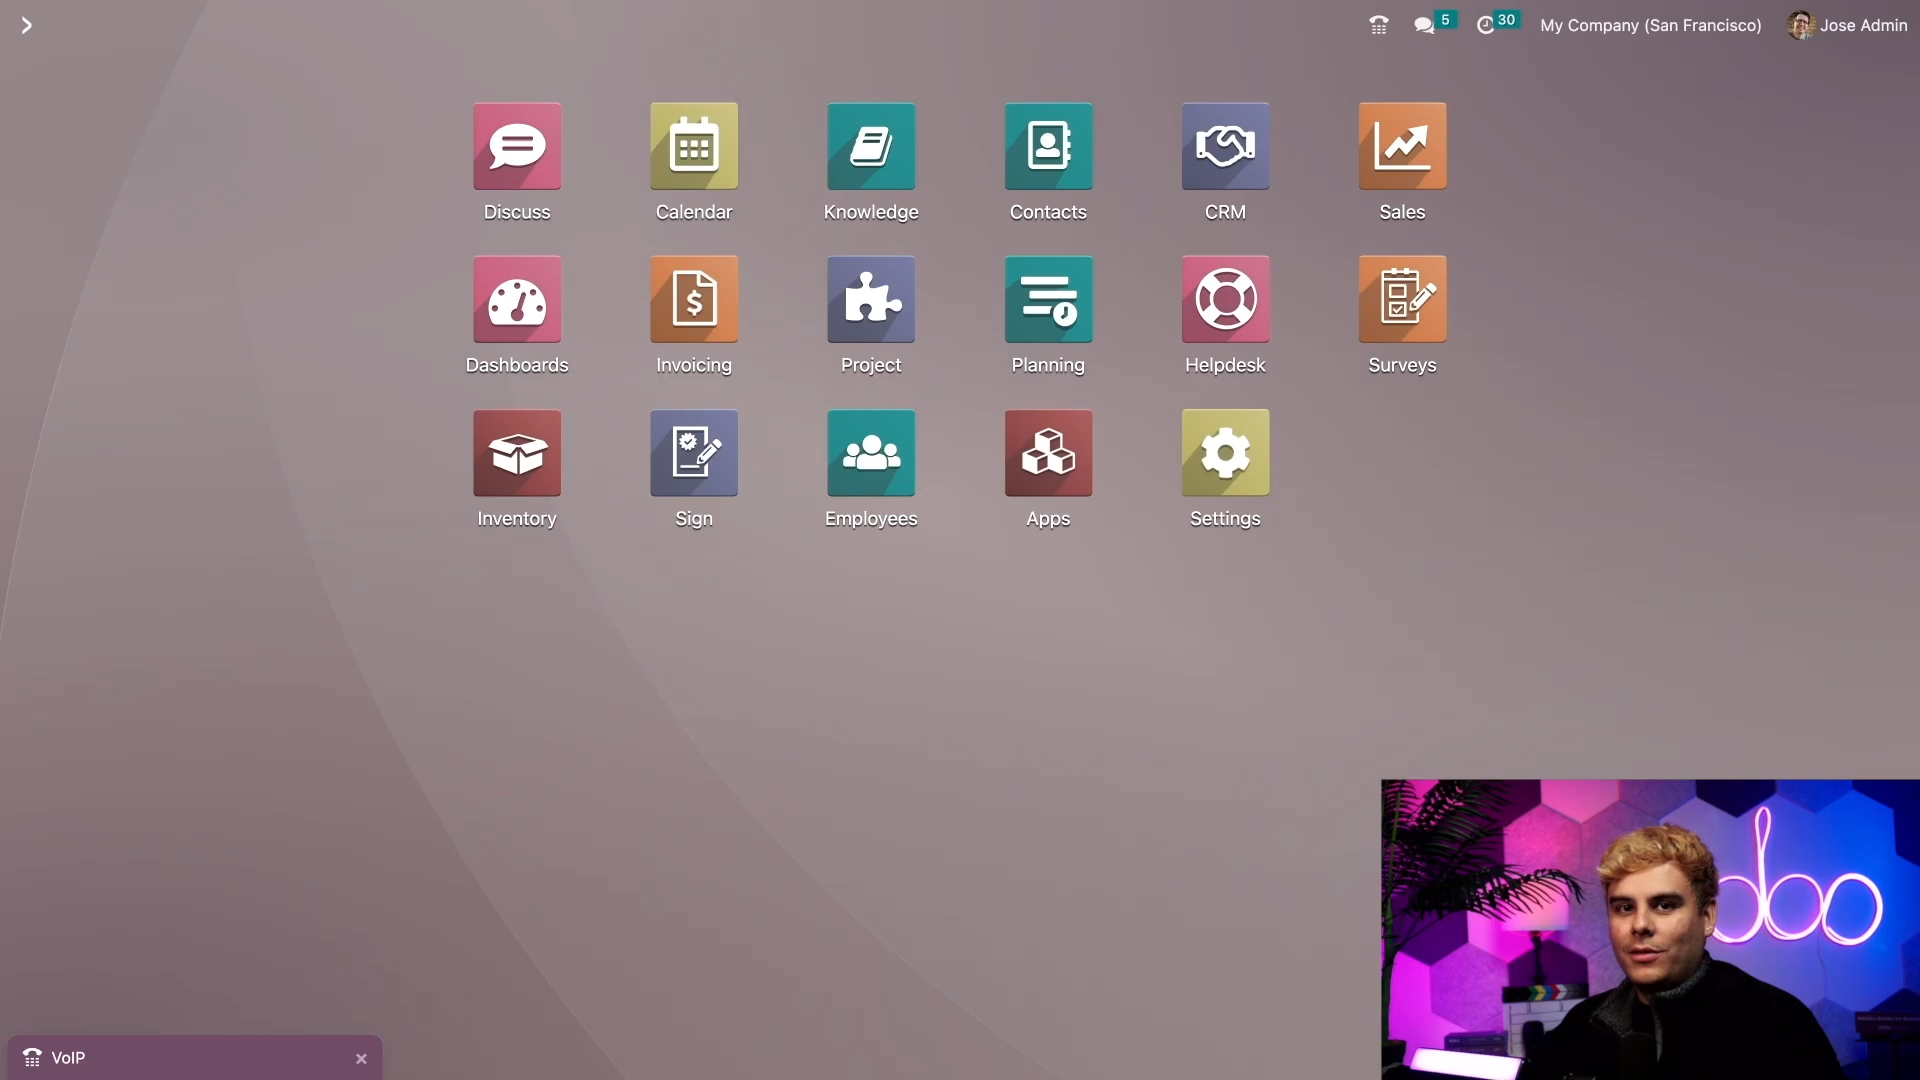 5
30
My Company (San Francisco)
Jose Admin
Discuss
Calendar
Knowledge
Contacts
CRM
Sales
Dashboards
Invoicing
Project
Planning
Helpdesk
Surveys
Inventory
Sign
Employees
Apps
Settings
VoIP